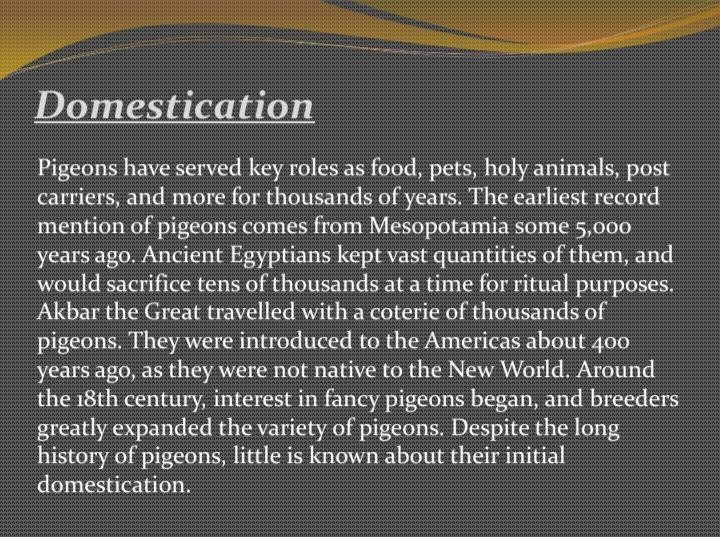 Domestication
Pigeons have served key roles as food, pets, holy animals, post
carriers, and more for thousands of years. The earliest record
mention of pigeons comes from Mesopotamia some 5,000
years ago. Ancient Egyptians kept vast quantities of them, and
would sacrifice tens of thousands at a time for ritual purposes.
Akbar the Great travelled with a coterie of thousands of
pigeons. They were introduced to the Americas about 400
years ago, as they were not native to the New World. Around
the 18th century, interest in fancy pigeons began, and breeders
greatly expanded the variety of pigeons. Despite the long
history of pigeons, little is known about their initial
domestication.